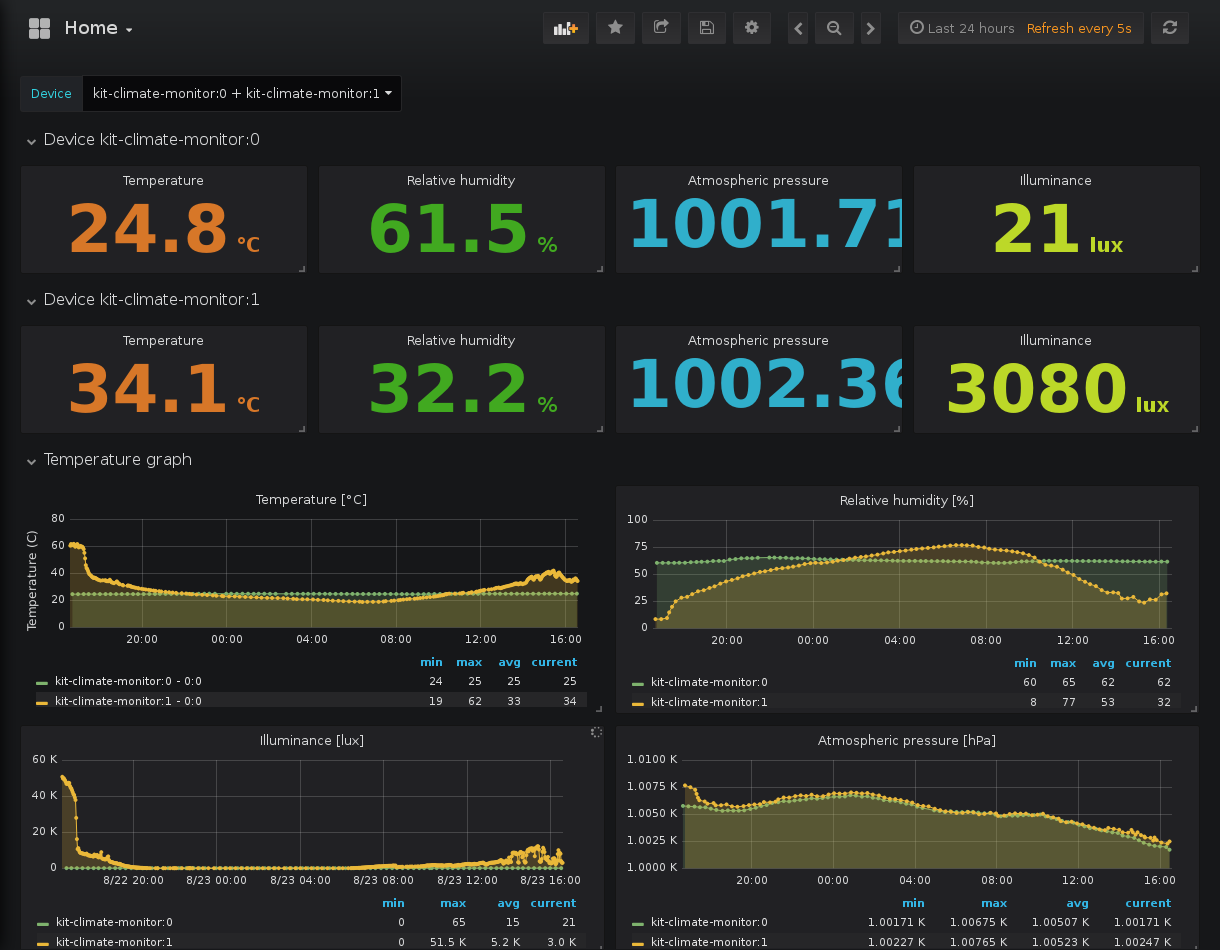 Home
Last 24 hours Refresh every 5s
Device kit-climate-monitor:0 + kit-climate-monitor:1
Device kit-climate-monitor:0
Temperature Relative humidity Atmospheric pressure Illuminance
24.8 °C 61.5 % 1001.71 21 lux
Device kit-climate-monitor:1
Temperature Relative humidity Atmospheric pressure Illuminance
34.1 °C 32.2 % 1002.36 3080 lux
Temperature graph
Temperature [°C]
Temperature (C)
80
60
40
20
0
20:00 00:00 04:00 08:00 12:00 16:00
min max avg current
kit-climate-monitor:0 - 0:0 24 25 25 25
kit-climate-monitor:1 - 0:0 19 62 33 34
Relative humidity [%]
100
75
50
25
0
20:00 00:00 04:00 08:00 12:00 16:00
min max avg current
kit-climate-monitor:0 60 65 62 62
kit-climate-monitor:1 8 77 53 32
Illuminance [lux]
60 K
40 K
20 K
0
8/22 20:00 8/23 00:00 8/23 04:00 8/23 08:00 8/23 12:00 8/23 16:00
min max avg current
kit-climate-monitor:0 0 65 15 21
kit-climate-monitor:1 0 51.5 K 5.2 K 3.0 K
Atmospheric pressure [hPa]
1.0100 K
1.0075 K
1.0050 K
1.0025 K
1.0000 K
20:00 00:00 04:00 08:00 12:00 16:00
min max avg current
kit-climate-monitor:0 1.00171 K 1.00675 K 1.00507 K 1.00171 K
kit-climate-monitor:1 1.00227 K 1.00765 K 1.00523 K 1.00247 K